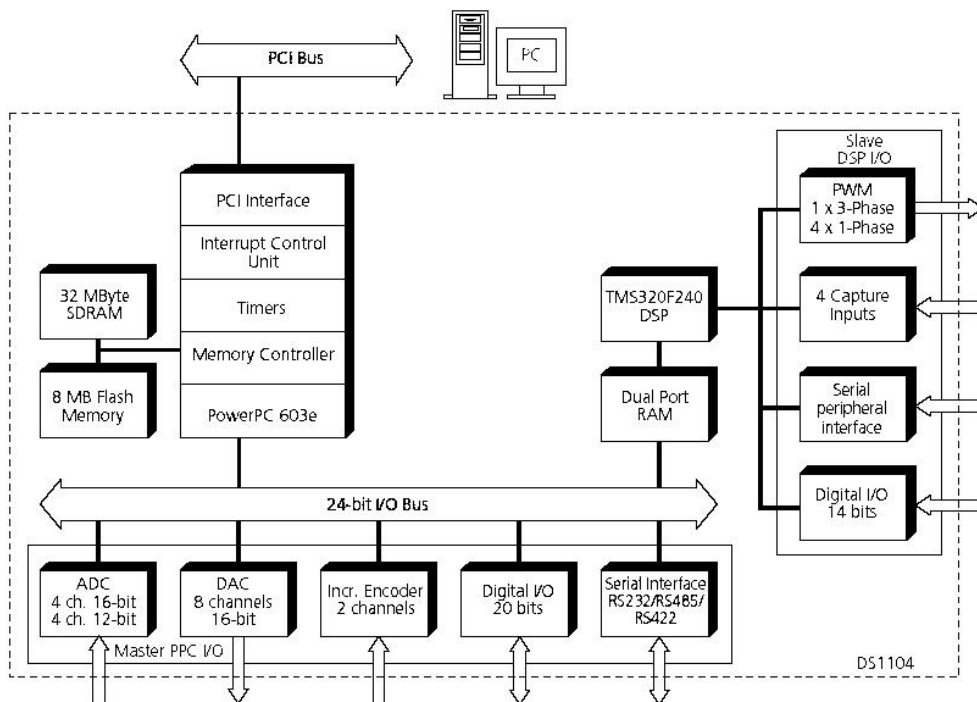 PCI Bus
PC
PCI Interface
Interrupt Control
Unit
Timers
Memory Controller
PowerPC 603e
32 MByte
SDRAM
8 MB Flash
Memory
TMS320F240
DSP
Dual Port
RAM
Slave
DSP I/O
PWM
1 x 3-Phase
4 x 1-Phase
4 Capture
Inputs
Serial
peripheral
interface
Digital I/O
14 bits
24-bit I/O Bus
ADC
4 ch. 16-bit
4 ch. 12-bit
DAC
8 channels
16-bit
Incr. Encoder
2 channels
Digital I/O
20 bits
Serial Interface
RS232/RS485/
RS422
Master PPC I/O
DS1104